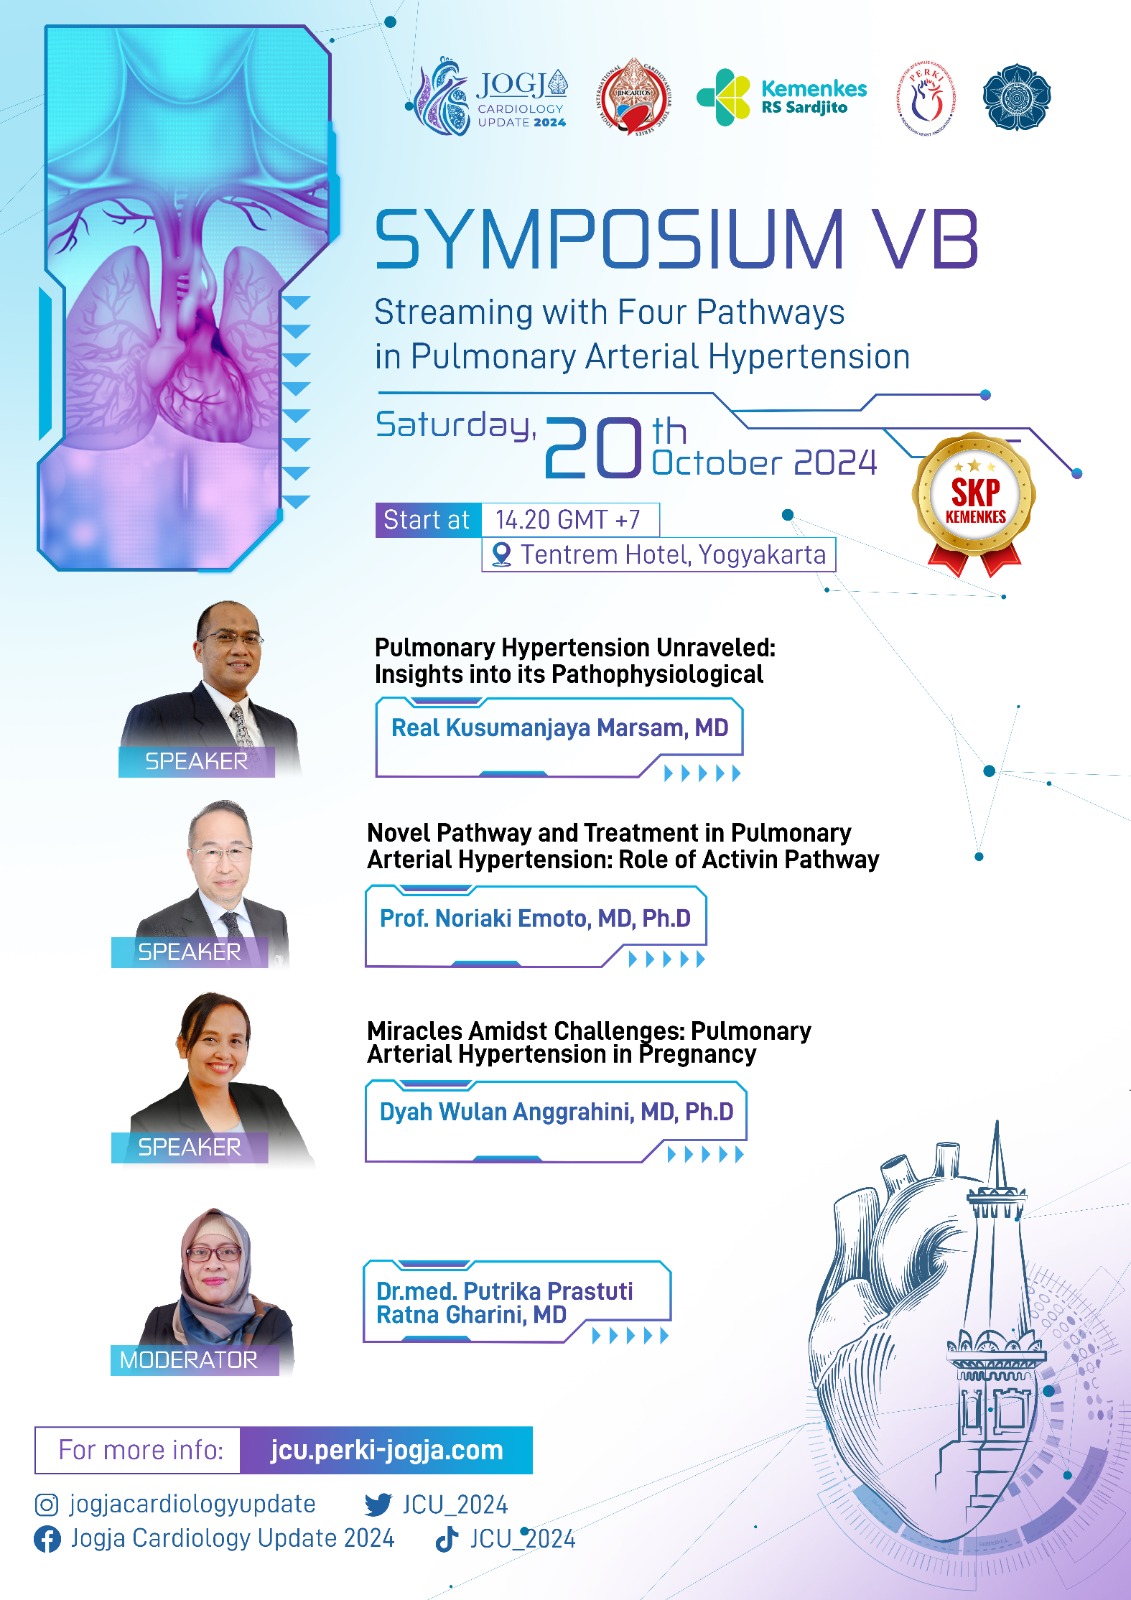 JOGJA
CARDIOLOGY
UPDATE 2024
JINCARTOS
Kemenkes
RS Sardjito
PERKI
SYMPOSIUM VB
Streaming with Four Pathways
in Pulmonary Arterial Hypertension
Saturday, 20th October 2024
SKP
KEMENKES
Start at 14.20 GMT +7
Tentrem Hotel, Yogyakarta
Pulmonary Hypertension Unraveled:
Insights into its Pathophysiological
Real Kusumanjaya Marsam, MD
SPEAKER
Novel Pathway and Treatment in Pulmonary
Arterial Hypertension: Role of Activin Pathway
Prof. Noriaki Emoto, MD, Ph.D
SPEAKER
Miracles Amidst Challenges: Pulmonary
Arterial Hypertension in Pregnancy
Dyah Wulan Anggrahini, MD, Ph.D
SPEAKER
Dr.med. Putrika Prastuti
Ratna Gharini, MD
MODERATOR
For more info: jcu.perki-jogja.com
jogjacardiologyupdate JCU_2024
Jogja Cardiology Update 2024 JCU_2024